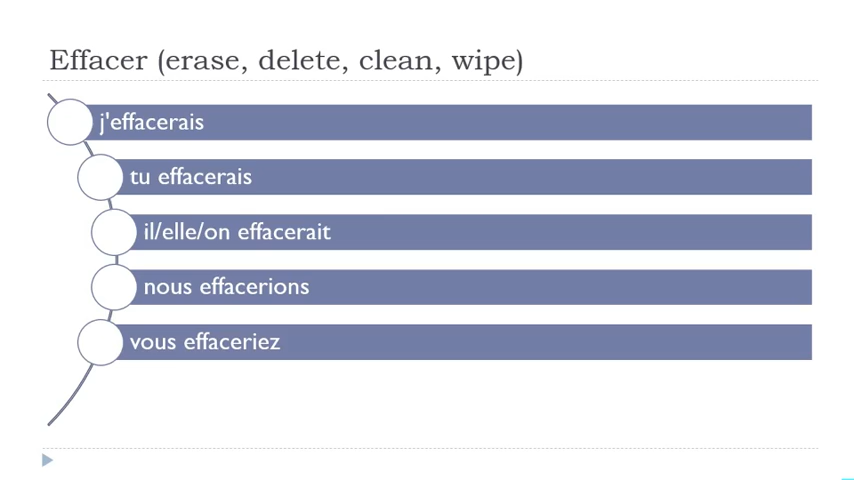 Effacer (erase, delete, clean, wipe)
j'effacerais
tu effacerais
il/elle/on effacerait
nous effacerions
vous effaceriez